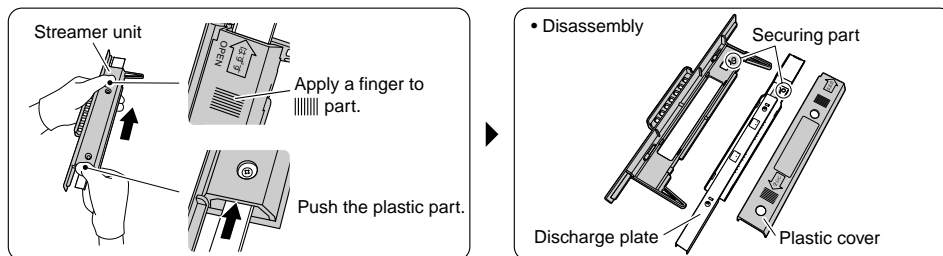 Streamer unit
OPEN
Apply a finger to
part.
Push the plastic part.
• Disassembly
Securing part
Discharge plate
Plastic cover